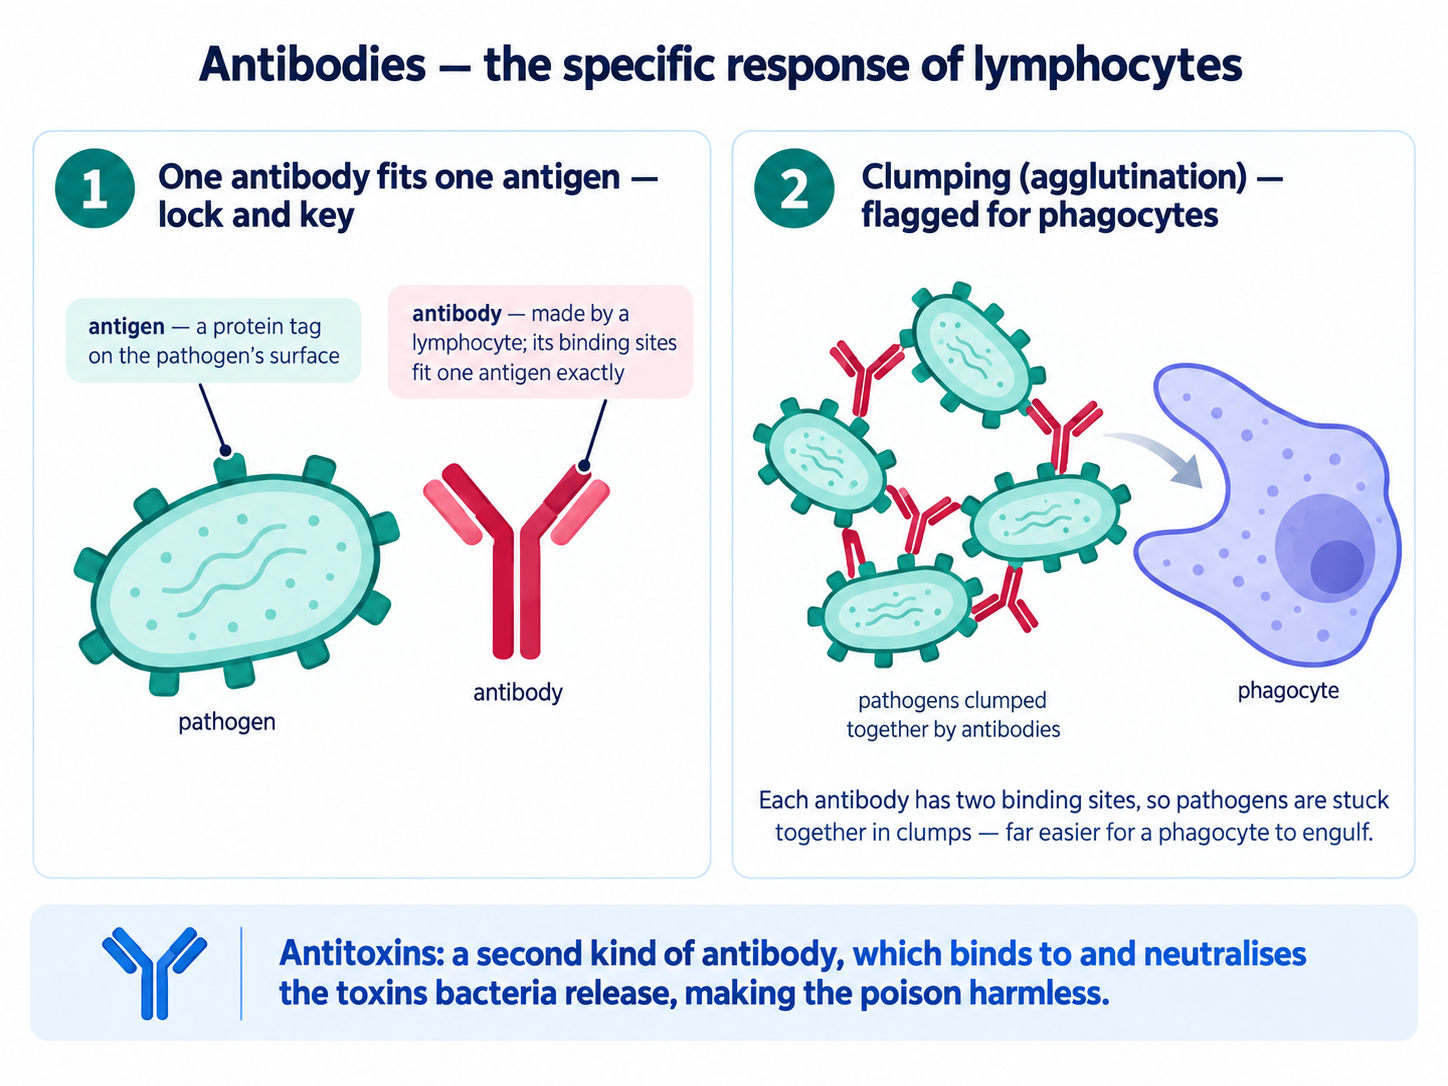 Antibodies — the specific response of lymphocytes
1
One antibody fits one antigen —
lock and key
antigen — a protein tag
on the pathogen's surface
antibody — made by a
lymphocyte; its binding sites
fit one antigen exactly
pathogen
antibody
2
Clumping (agglutination) —
flagged for phagocytes
pathogens clumped
together by antibodies
phagocyte
Each antibody has two binding sites, so pathogens are stuck
together in clumps — far easier for a phagocyte to engulf.
Antitoxins: a second kind of antibody, which binds to and neutralises
the toxins bacteria release, making the poison harmless.